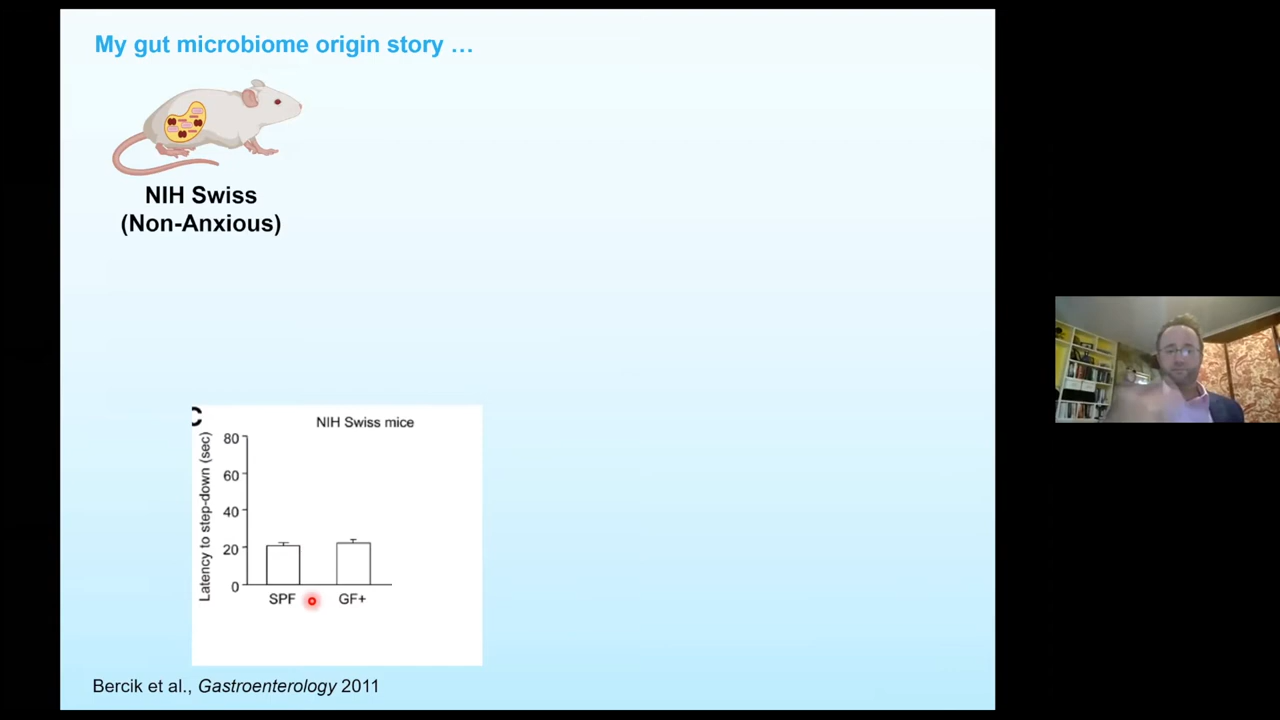 My gut microbiome origin story …
NIH Swiss
(Non-Anxious)
C
NIH Swiss mice
Latency to step-down (sec)
80
60
40
20
0
SPF
GF+
Bercik et al., Gastroenterology 2011